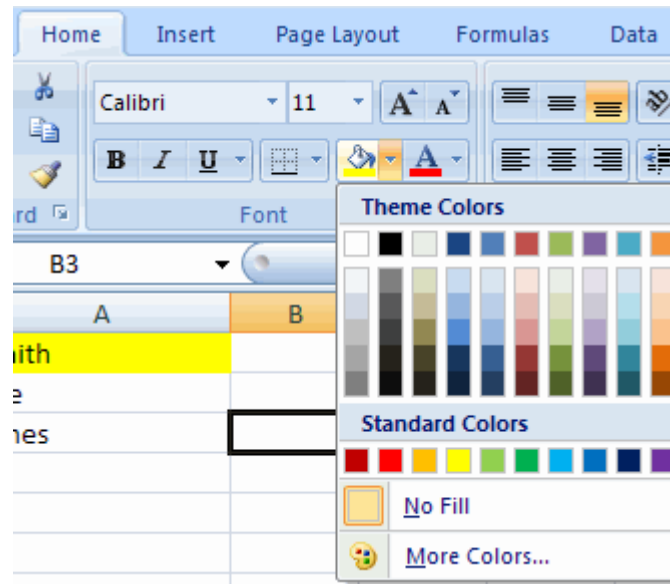 Home Insert Page Layout Formulas Data
Calibri 11 A A
B I U A
rd Font
B3
A B
ith
e
nes
Theme Colors
Standard Colors
No Fill
More Colors...